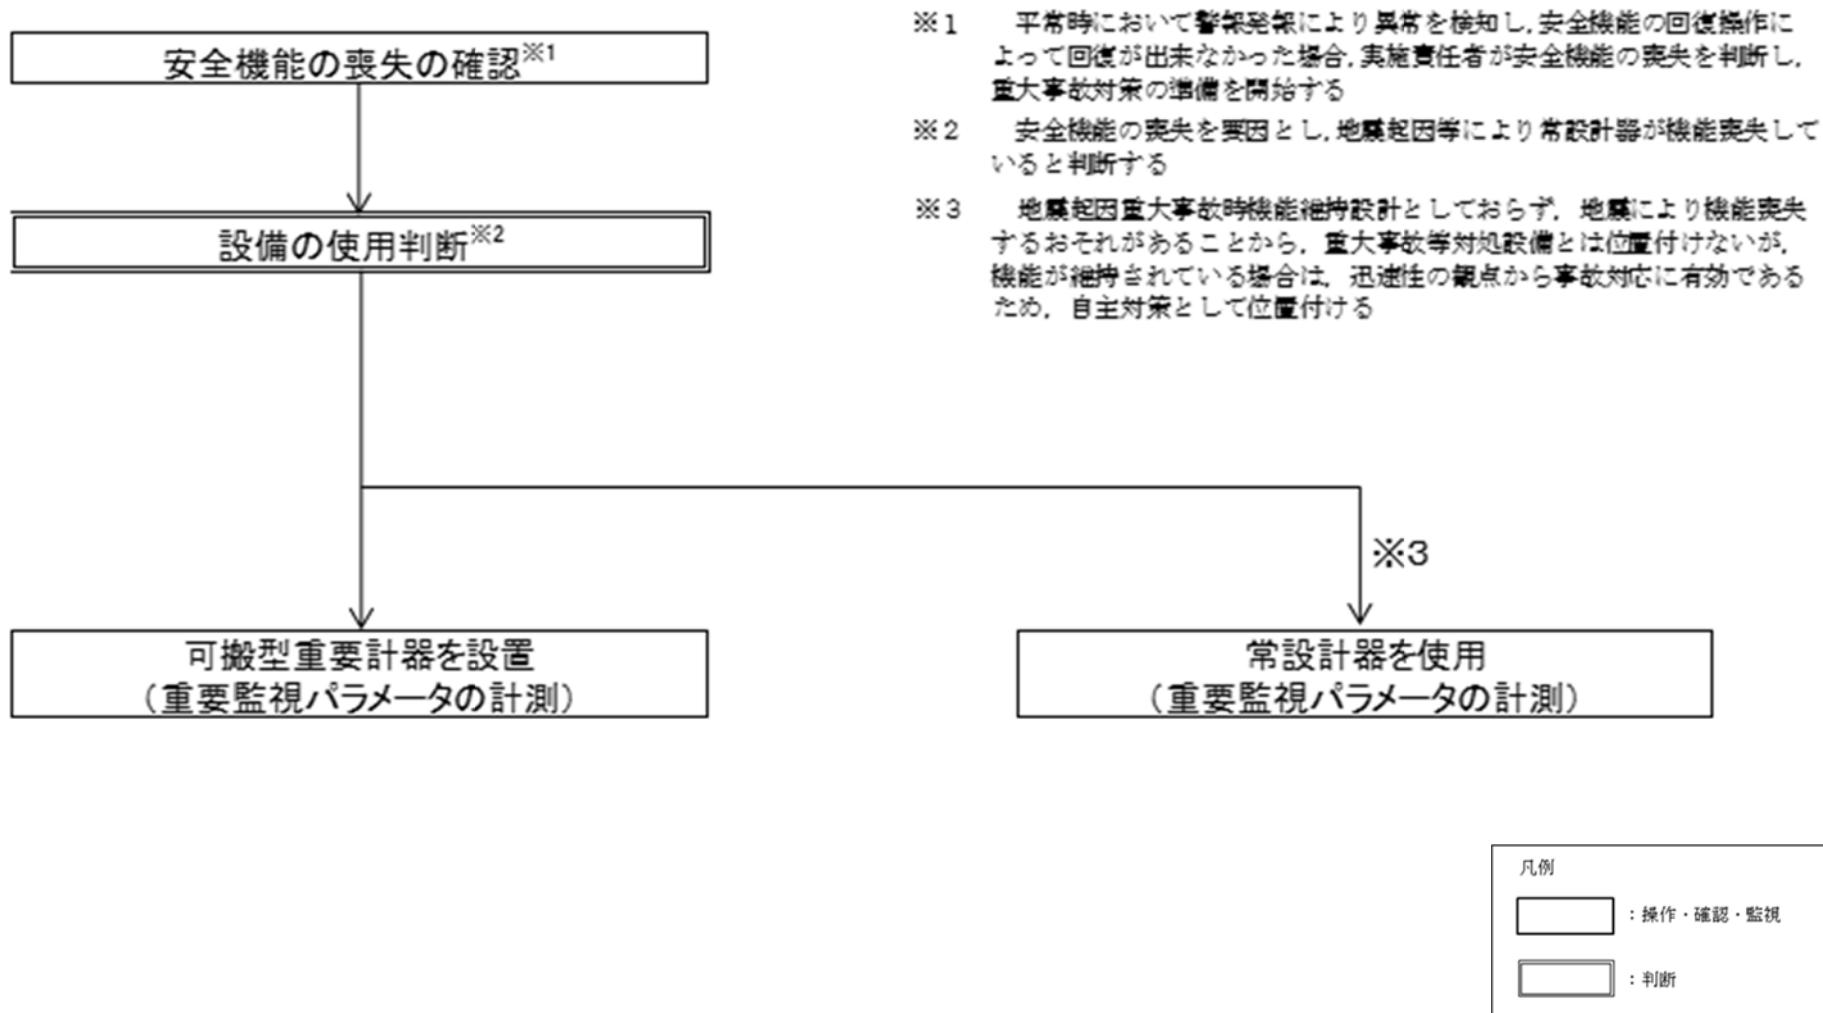 安全機能の喪失の確認※1
設備の使用判断※2
※1 平常時において警報発報により異常を検知し,安全機能の回復操作に
よって回復が出来なかった場合,実施責任者が安全機能の喪失を判断し,
重大事故対策の準備を開始する
※2 安全機能の喪失を要因とし,地震起因等により常設計器が機能喪失して
いると判断する
※3 地震起因重大事故時機能維持設計としておらず,地震により機能喪失
するおそれがあることから,重大事故等対処設備とは位置付けないが,
機能が維持されている場合は,迅速性の観点から事故対応に有効である
ため,自主対策として位置付ける
※3
可搬型重要計器を設置
(重要監視パラメータの計測)
常設計器を使用
(重要監視パラメータの計測)
凡例
:操作・確認・監視
:判断